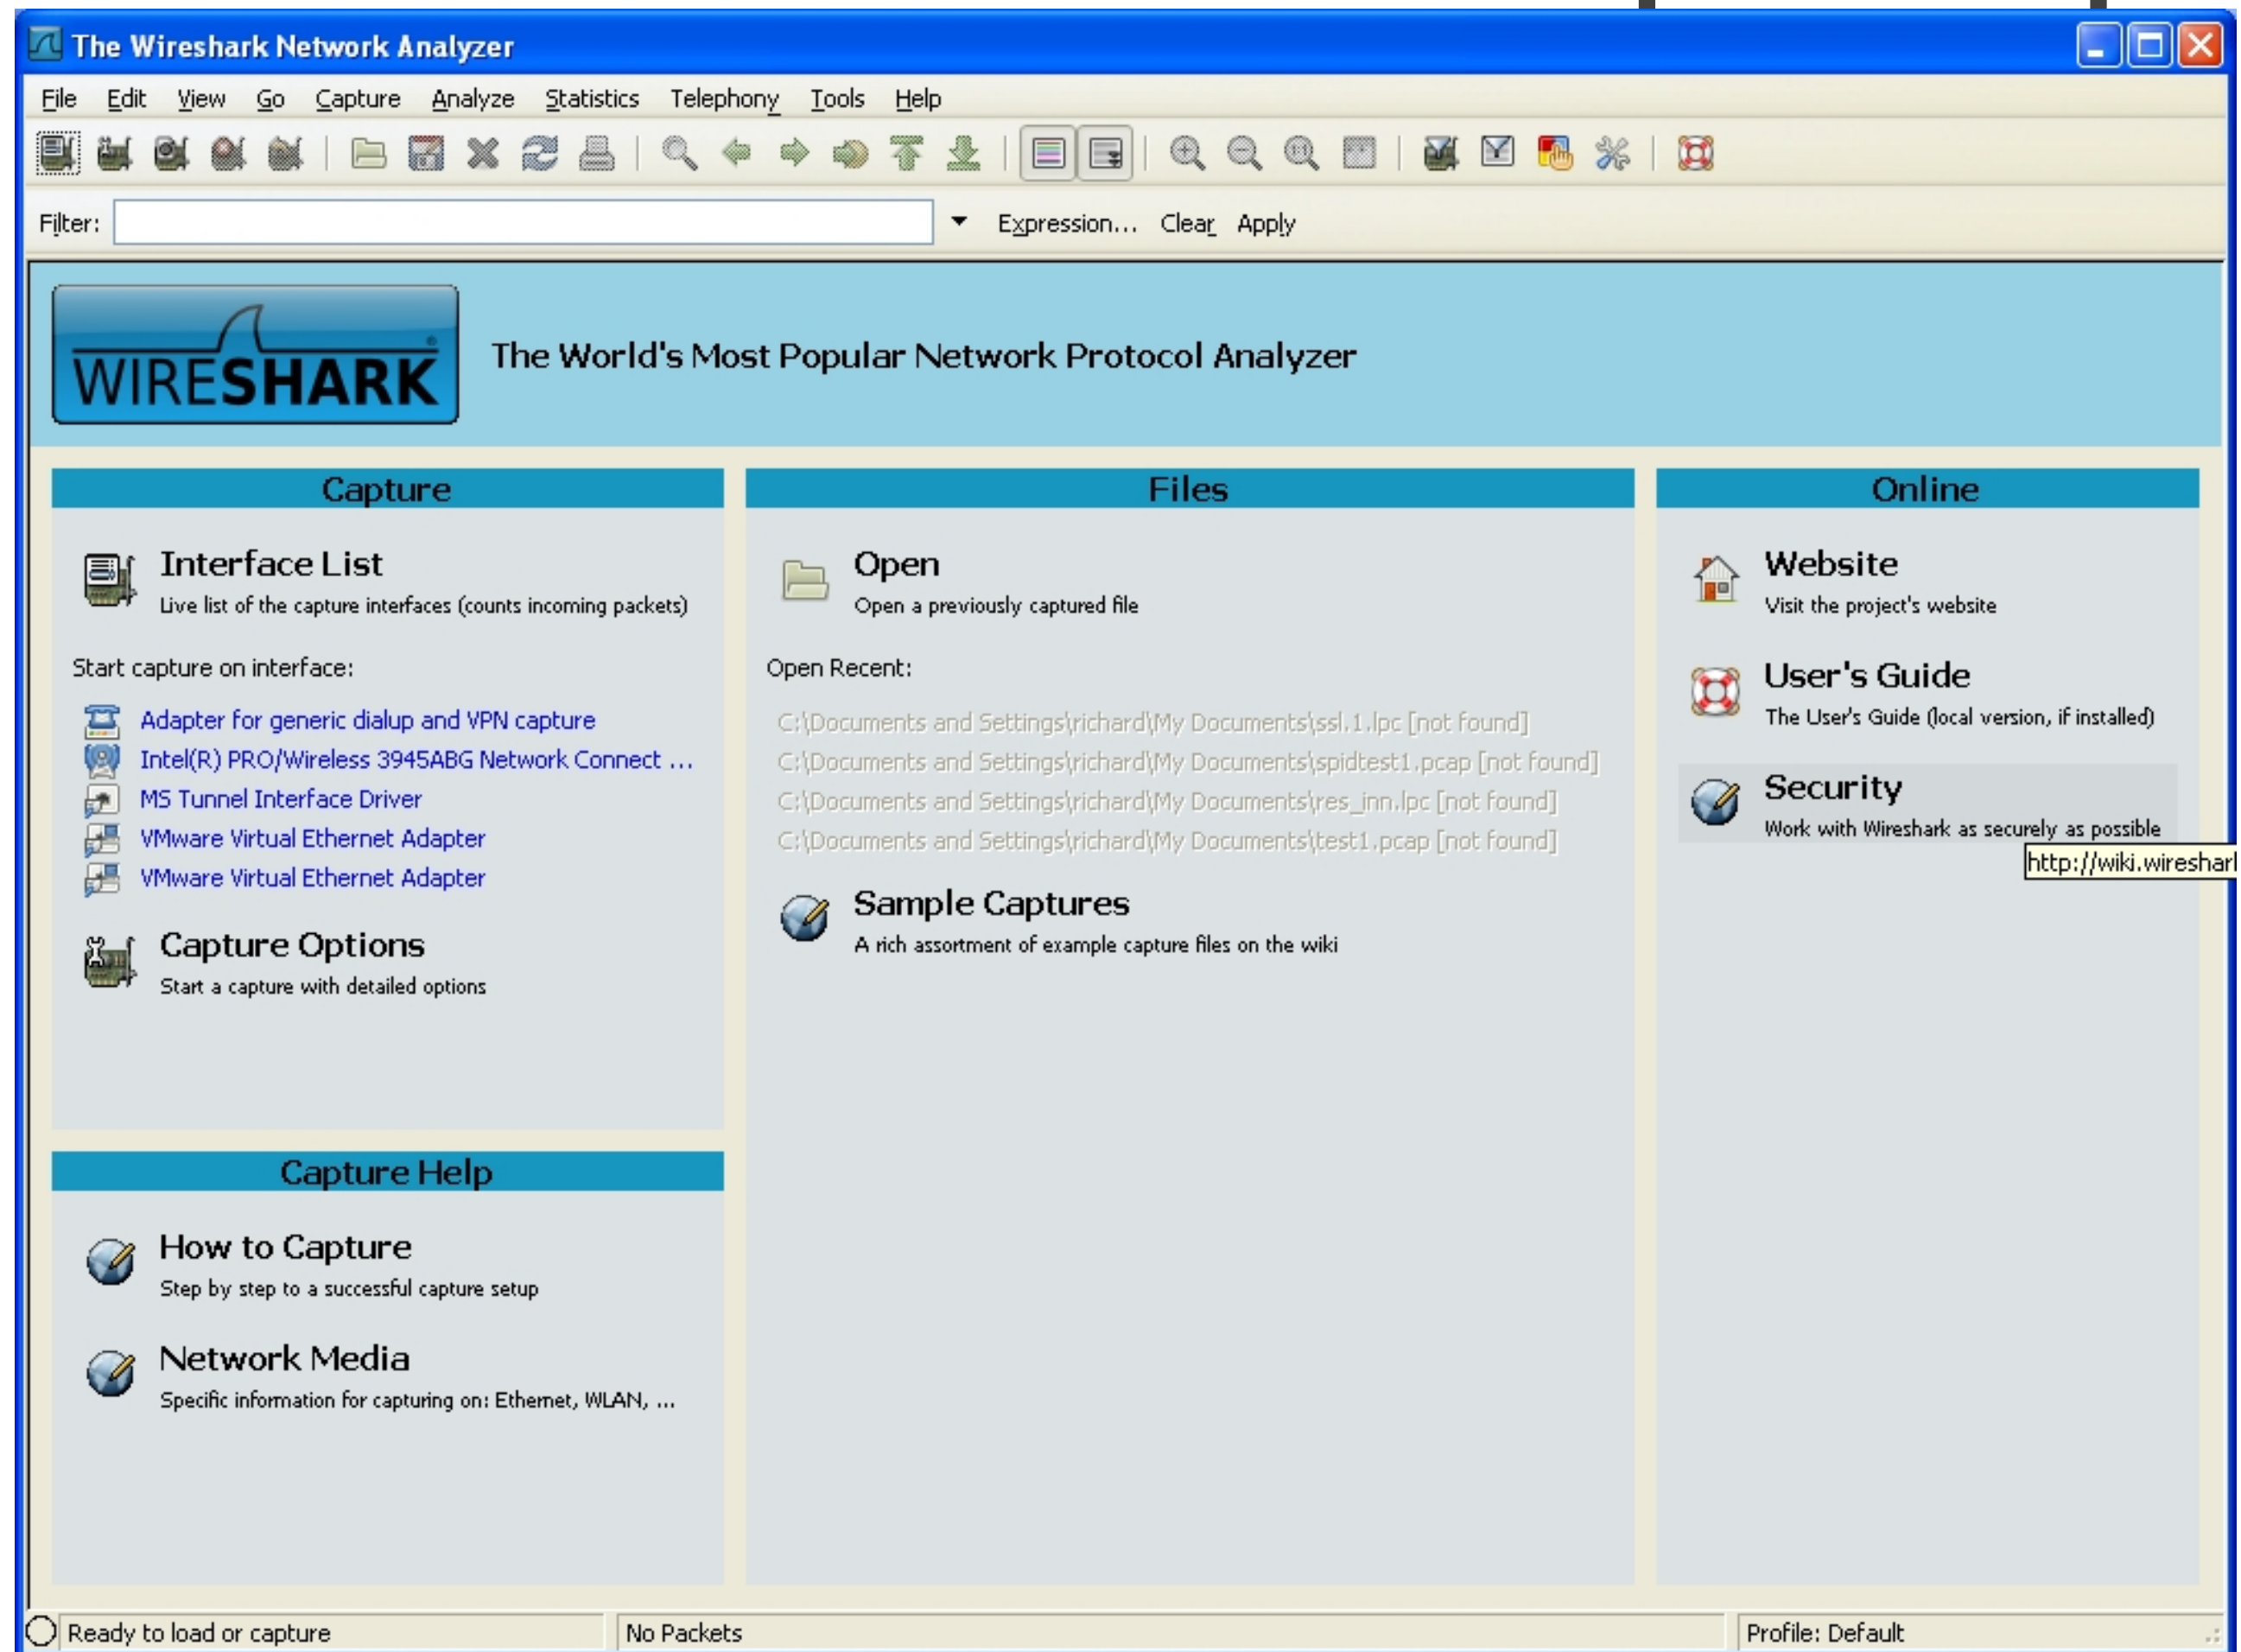 The Wireshark Network Analyzer
File Edit View Go Capture Analyze Statistics Telephony Tools Help
Filter: Expression... Clear Apply
WIRESHARK
The World's Most Popular Network Protocol Analyzer
Capture
Interface List
Live list of the capture interfaces (counts incoming packets)
Start capture on interface:
Adapter for generic dialup and VPN capture
Intel(R) PRO/Wireless 3945ABG Network Connect ...
MS Tunnel Interface Driver
VMware Virtual Ethernet Adapter
VMware Virtual Ethernet Adapter
Capture Options
Start a capture with detailed options
Capture Help
How to Capture
Step by step to a successful capture setup
Network Media
Specific information for capturing on: Ethernet, WLAN, ...
Files
Open
Open a previously captured file
Open Recent:
C:\Documents and Settings\richard\My Documents\ssl.1.lpc [not found]
C:\Documents and Settings\richard\My Documents\spidtest1.pcap [not found]
C:\Documents and Settings\richard\My Documents\res_inn.lpc [not found]
C:\Documents and Settings\richard\My Documents\test1.pcap [not found]
Sample Captures
A rich assortment of example capture files on the wiki
Online
Website
Visit the project's website
User's Guide
The User's Guide (local version, if installed)
Security
Work with Wireshark as securely as possible
http://wiki.wireshar
Ready to load or capture
No Packets
Profile: Default